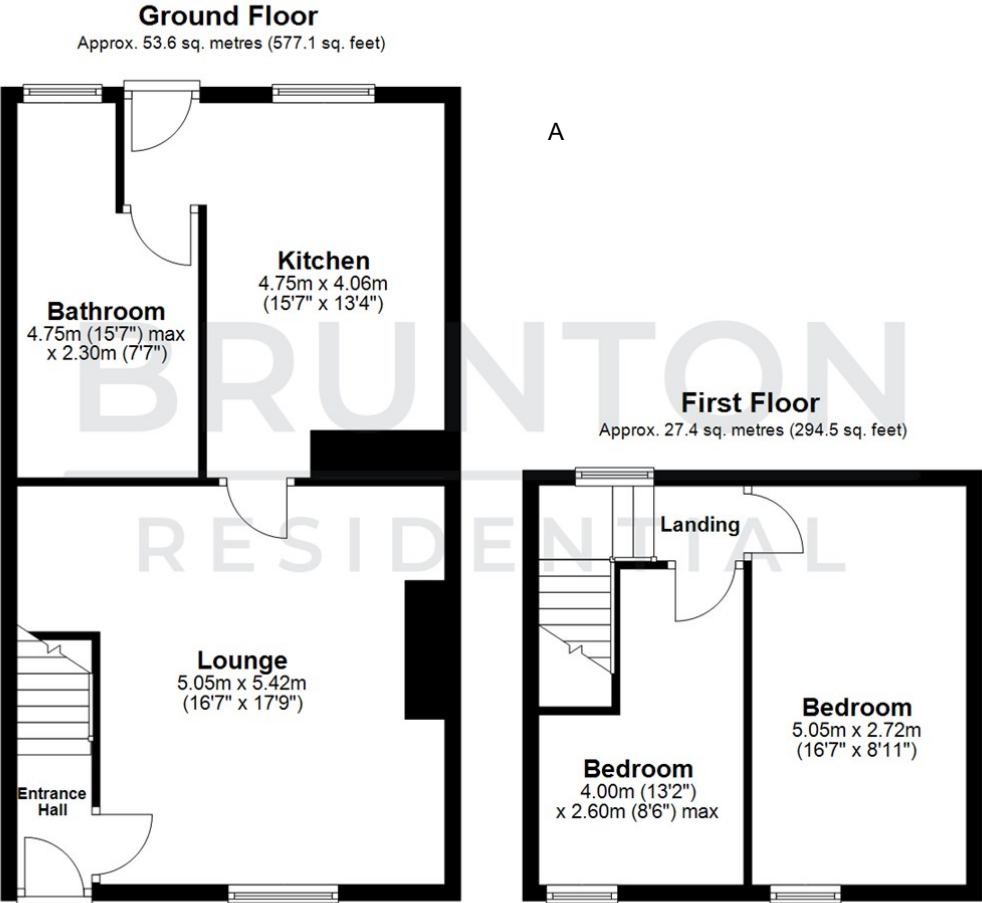 Ground Floor
Approx. 53.6 sq. metres (577.1 sq. feet)
A
Kitchen
4.75m x 4.06m
(15'7" x 13'4")
Bathroom
4.75m (15'7") max
x 2.30m (7'7")
BRUNTON
RESIDENTIAL
First Floor
Approx. 27.4 sq. metres (294.5 sq. feet)
Landing
Lounge
5.05m x 5.42m
(16'7" x 17'9")
Bedroom
5.05m x 2.72m
(16'7" x 8'11")
Bedroom
4.00m (13'2")
x 2.60m (8'6") max
Entrance
Hall